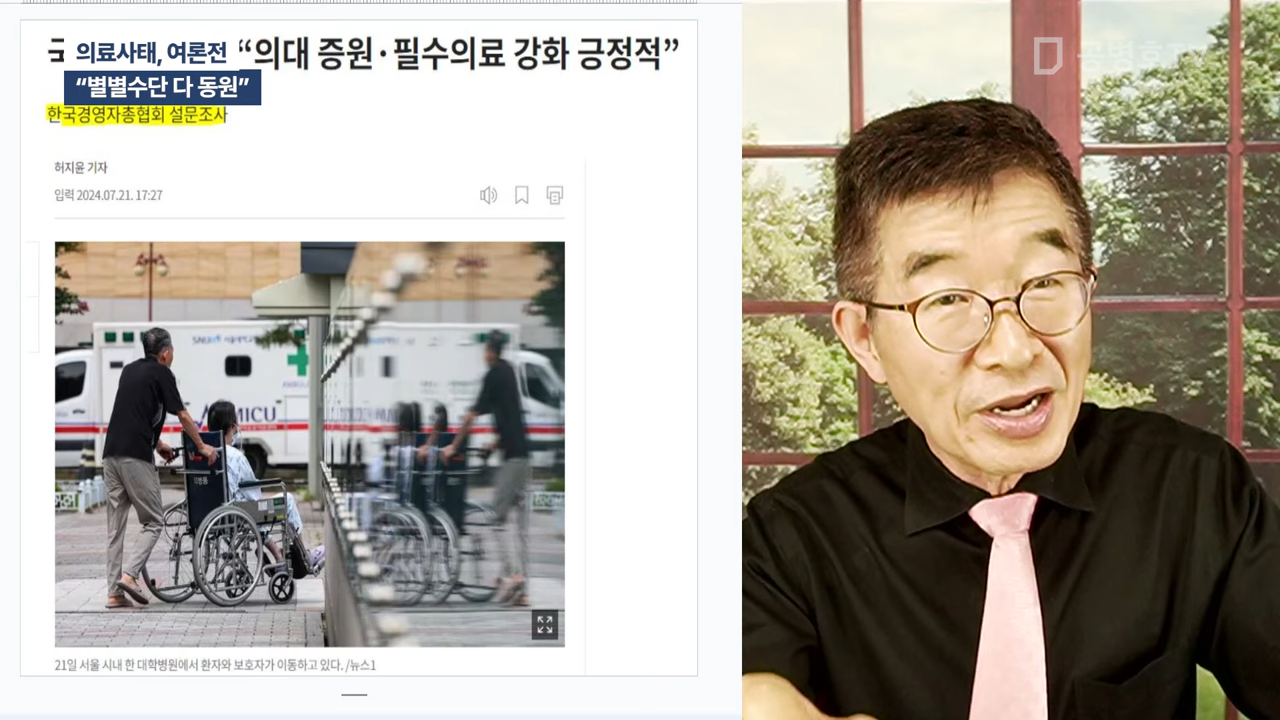 의료사태, 여론전 “의대 증원·필수의료 강화 긍정적”
“별별수단 다 동원”
한국경영자총협회 설문조사
허지윤 기자
입력 2024.07.21. 17:27
MICU
21일 서울 시내 한 대학병원에서 환자와 보호자가 이동하고 있다. /뉴스1